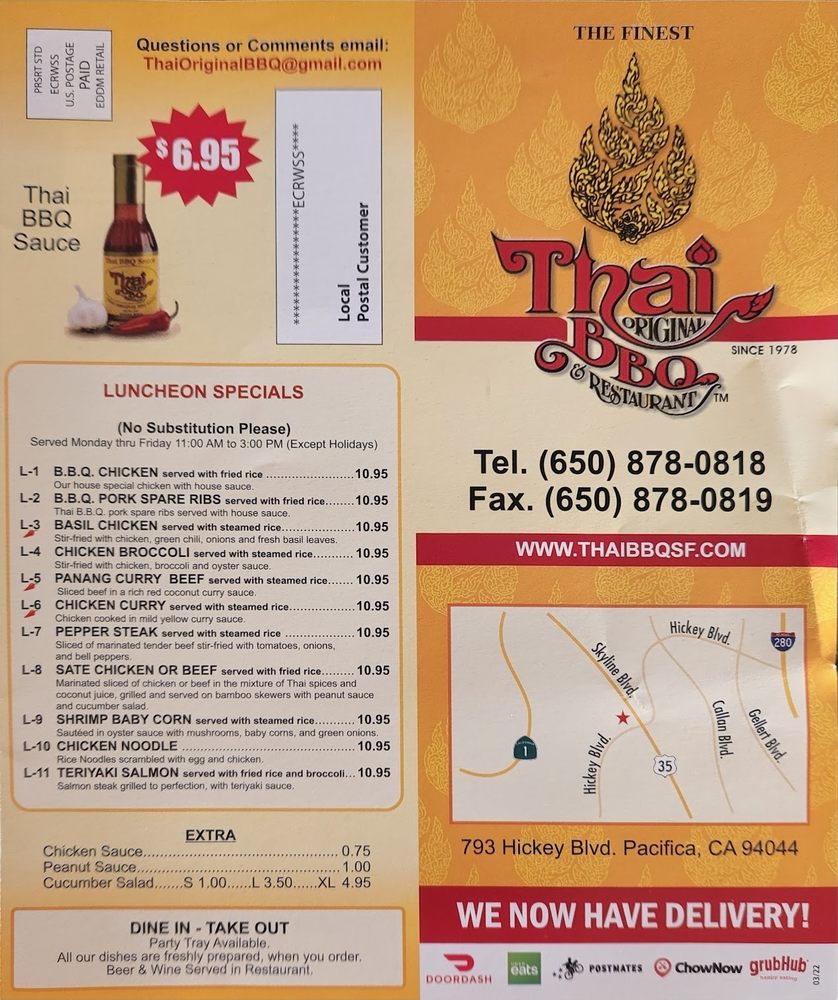 PRSRT STD
ECRWSS
U.S. POSTAGE
PAID
EDDM RETAIL
Questions or Comments email:
ThaiOriginalBBQ@gmail.com
$6.95
Thai
BBQ
Sauce
Thai BBQ Sauce
Thai
BBQ
*******************ECRWSS****
Local
Postal Customer
LUNCHEON SPECIALS
(No Substitution Please)
Served Monday thru Friday 11:00 AM to 3:00 PM (Except Holidays)
L-1 B.B.Q. CHICKEN served with fried rice ...................... 10.95
Our house special chicken with house sauce.
L-2 B.B.Q. PORK SPARE RIBS served with fried rice....... 10.95
Thai B.B.Q. pork spare ribs served with house sauce.
L-3 BASIL CHICKEN served with steamed rice.................. 10.95
Stir-fried with chicken, green chili, onions and fresh basil leaves.
L-4 CHICKEN BROCCOLI served with steamed rice.......... 10.95
Stir-fried with chicken, broccoli and oyster sauce.
L-5 PANANG CURRY BEEF served with steamed rice....... 10.95
Sliced beef in a rich red coconut curry sauce.
L-6 CHICKEN CURRY served with steamed rice................ 10.95
Chicken cooked in mild yellow curry sauce.
L-7 PEPPER STEAK served with steamed rice .................. 10.95
Sliced of marinated tender beef stir-fried with tomatoes, onions,
and bell peppers.
L-8 SATE CHICKEN OR BEEF served with fried rice......... 10.95
Marinated sliced of chicken or beef in the mixture of Thai spices and
coconut juice, grilled and served on bamboo skewers with peanut sauce
and cucumber salad.
L-9 SHRIMP BABY CORN served with steamed rice.......... 10.95
Sautéed in oyster sauce with mushrooms, baby corns, and green onions.
L-10 CHICKEN NOODLE ............................................. 10.95
Rice Noodles scrambled with egg and chicken.
L-11 TERIYAKI SALMON served with fried rice and broccoli... 10.95
Salmon steak grilled to perfection, with teriyaki sauce.
EXTRA
Chicken Sauce............................................. 0.75
Peanut Sauce............................................... 1.00
Cucumber Salad.......S 1.00......L 3.50......XL 4.95
DINE IN - TAKE OUT
Party Tray Available.
All our dishes are freshly prepared, when you order.
Beer & Wine Served in Restaurant.
THE FINEST
Thai
ORIGINAL
BBQ
& RESTAURANT TM
SINCE 1978
Tel. (650) 878-0818
Fax. (650) 878-0819
WWW.THAIBBQSF.COM
Hickey Blvd.
280
Skyline Blvd.
Callan Blvd.
Gellert Blvd.
1
Hickey Blvd.
35
793 Hickey Blvd. Pacifica, CA 94044
WE NOW HAVE DELIVERY!
DOORDASH
Uber
eats
POSTMATES
ChowNow
grubHub
happy eating
03/22